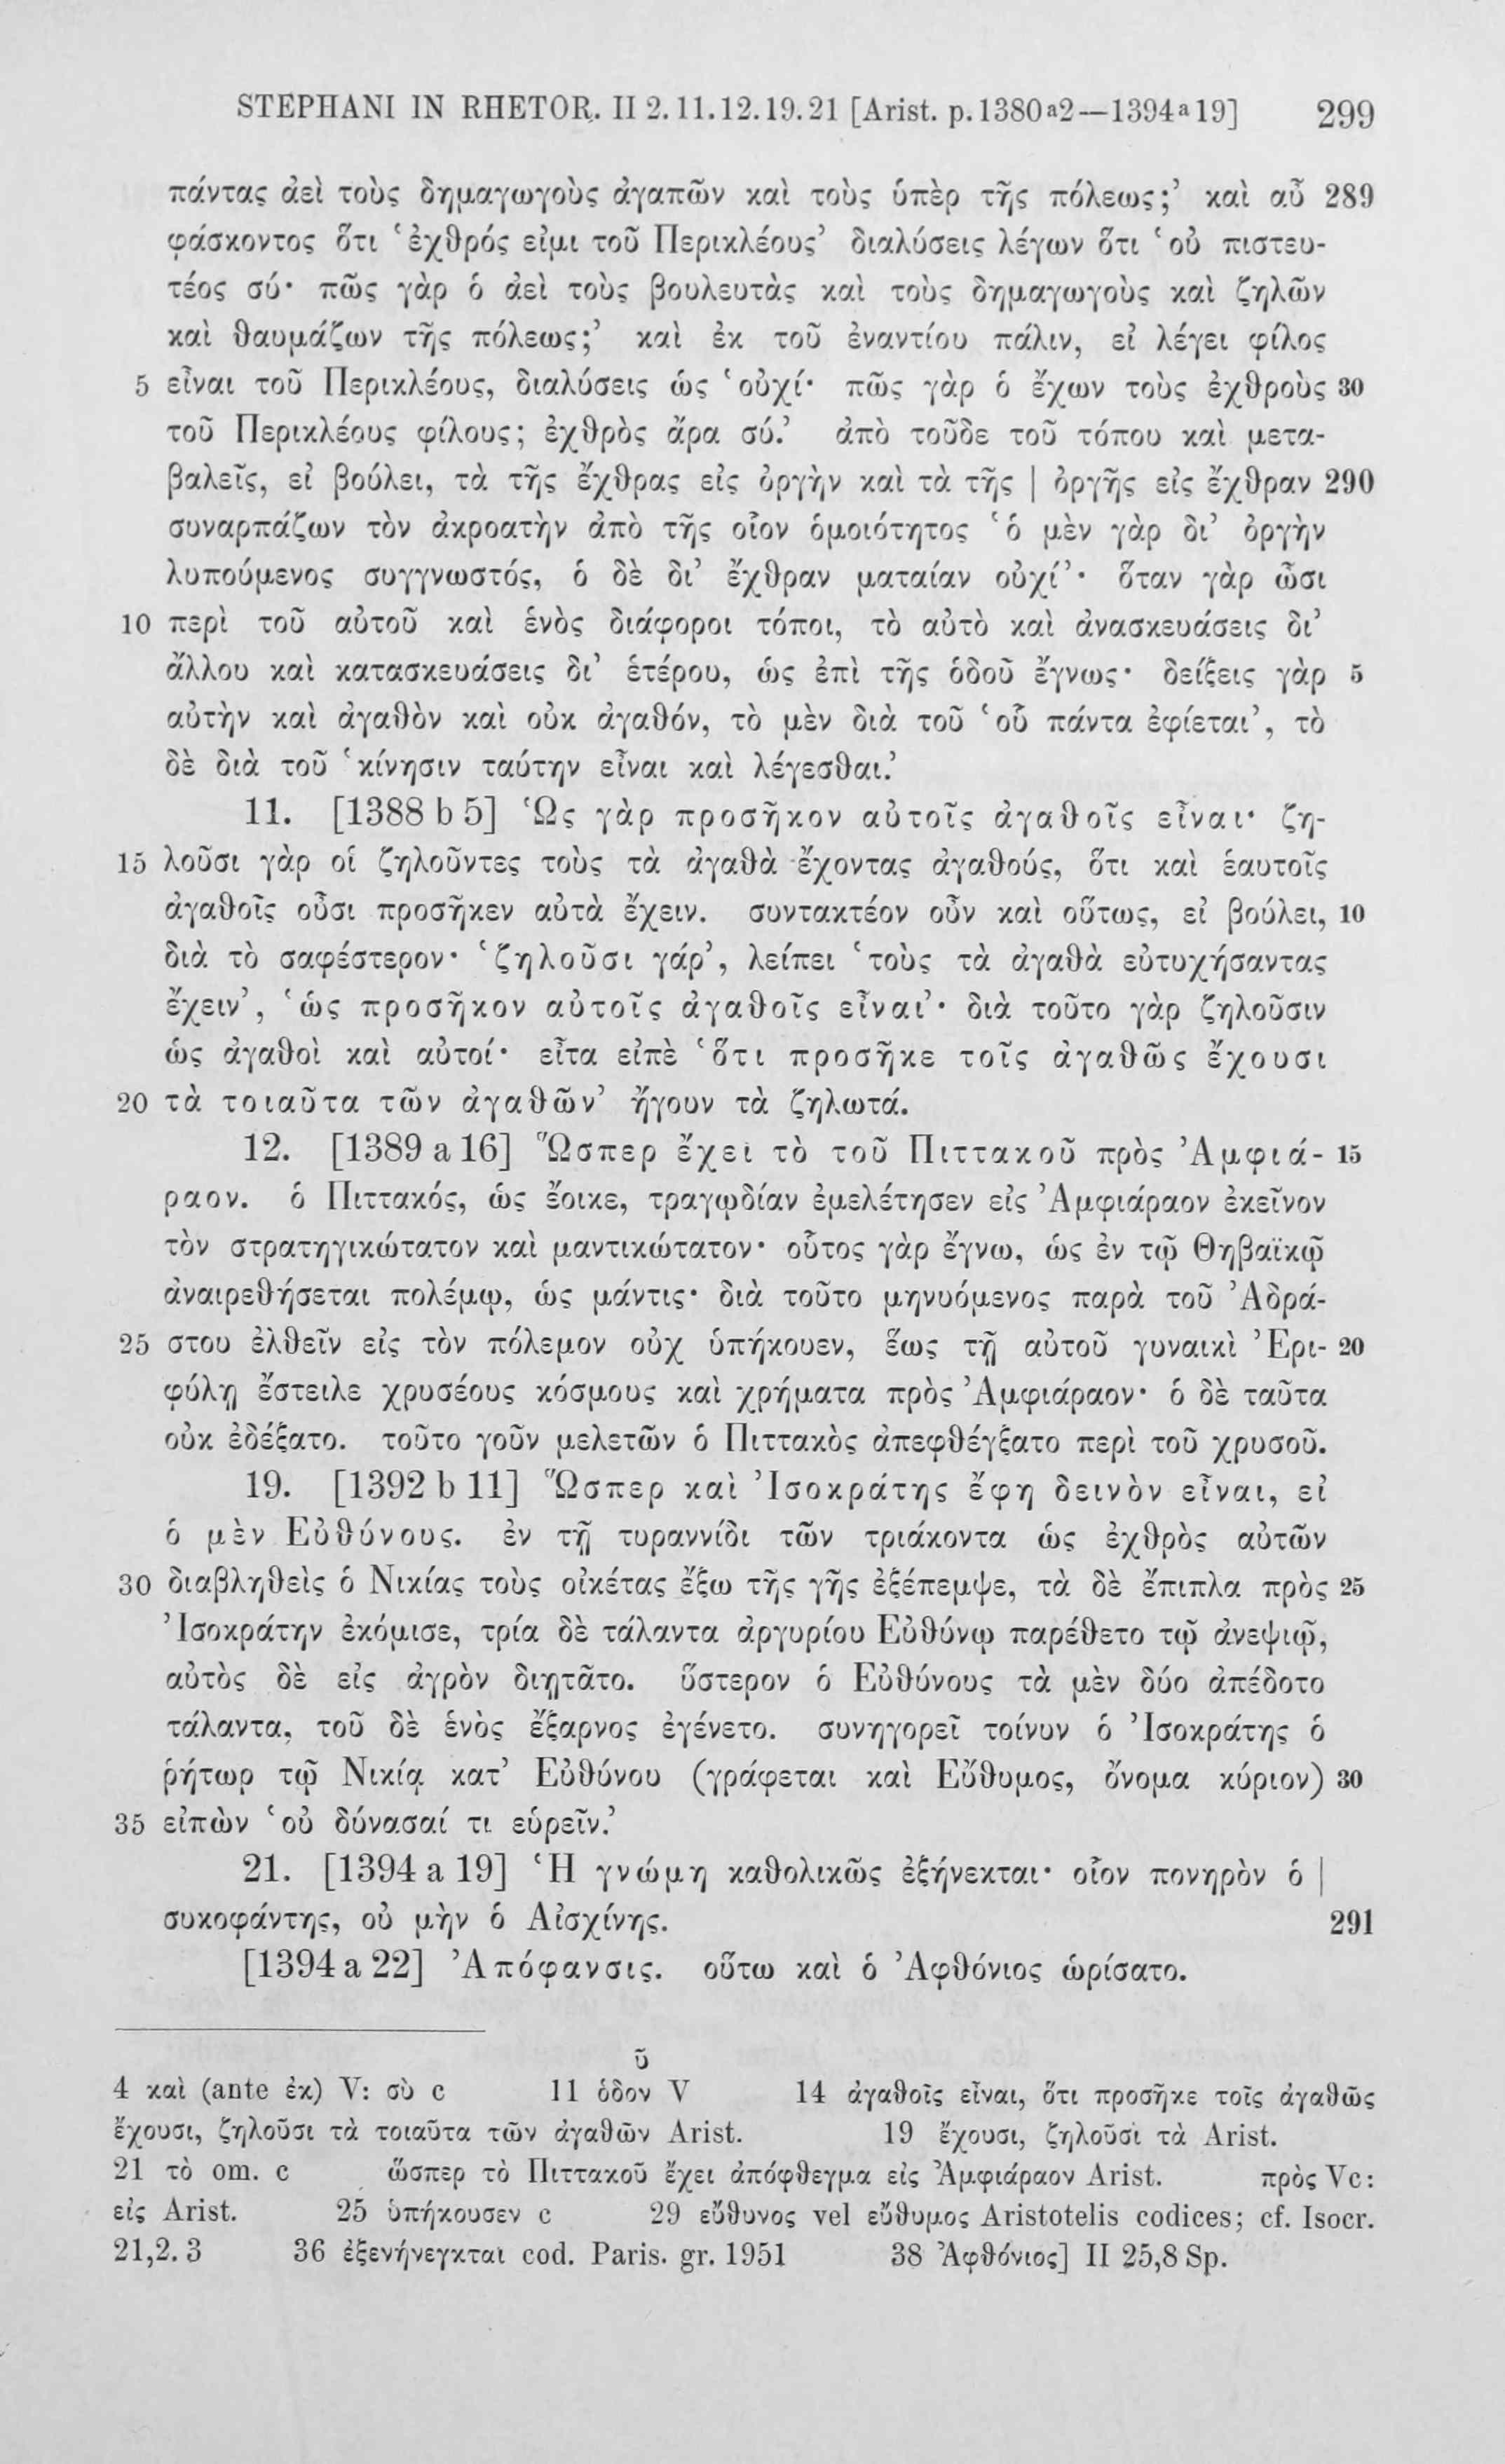 STEPHANI IN RHETOR. II 2.11.12.19.21 [Arist. p.1380ª2—1394ª19] 299
πάντας ἀεὶ τοὺς δημαγωγοὺς ἀγαπῶν καὶ τοὺς ὑπὲρ τῆς πόλεως;’ καὶ αὖ 289
φάσκοντος ὅτι ‘ἐχθρός εἰμι τοῦ Περικλέους’ διαλύσεις λέγων ὅτι ‘οὐ πιστευ-
τέος σύ· πῶς γὰρ ὁ ἀεὶ τοὺς βουλευτὰς καὶ τοὺς δημαγωγοὺς καὶ ζηλῶν
καὶ θαυμάζων τῆς πόλεως;’ καὶ ἐκ τοῦ ἐναντίου πάλιν, εἰ λέγει φίλος
5 εἶναι τοῦ Περικλέους, διαλύσεις ὡς ‘οὐχί· πῶς γὰρ ὁ ἔχων τοὺς ἐχθροὺς 30
τοῦ Περικλέους φίλους; ἐχθρὸς ἄρα σύ.’ ἀπὸ τοῦδε τοῦ τόπου καὶ μετα-
βαλεῖς, εἰ βούλει, τὰ τῆς ἔχθρας εἰς ὀργὴν καὶ τὰ τῆς | ὀργῆς εἰς ἔχθραν 290
συναρπάζων τὸν ἀκροατὴν ἀπὸ τῆς οἷον ὁμοιότητος ‘ὁ μὲν γὰρ δι’ ὀργὴν
λυπούμενος συγγνωστός, ὁ δὲ δι’ ἔχθραν ματαίαν οὐχί’· ὅταν γὰρ ὦσι
10 περὶ τοῦ αὐτοῦ καὶ ἑνὸς διάφοροι τόποι, τὸ αὐτὸ καὶ ἀνασκευάσεις δι’
ἄλλου καὶ κατασκευάσεις δι’ ἑτέρου, ὡς ἐπὶ τῆς ὁδοῦ ἔγνως· δείξεις γὰρ 5
αὐτὴν καὶ ἀγαθὸν καὶ οὐκ ἀγαθόν, τὸ μὲν διὰ τοῦ ‘οὗ πάντα ἐφίεται’, τὸ
δὲ διὰ τοῦ ‘κίνησιν ταύτην εἶναι καὶ λέγεσθαι.’
11. [1388 b 5] Ὡς γὰρ προσῆκον αὐτοῖς ἀγαθοῖς εἶναι· ζη-
15 λοῦσι γὰρ οἱ ζηλοῦντες τοὺς τὰ ἀγαθὰ ἔχοντας ἀγαθούς, ὅτι καὶ ἑαυτοῖς
ἀγαθοῖς οὖσι προσῆκεν αὐτὰ ἔχειν. συντακτέον οὖν καὶ οὕτως, εἰ βούλει, 10
διὰ τὸ σαφέστερον· ‘ζηλοῦσι γάρ’, λείπει ‘τοὺς τὰ ἀγαθὰ εὐτυχήσαντας
ἔχειν’, ‘ὡς προσῆκον αὐτοῖς ἀγαθοῖς εἶναι’· διὰ τοῦτο γὰρ ζηλοῦσιν
ὡς ἀγαθοὶ καὶ αὐτοί· εἶτα εἰπὲ ‘ὅτι προσῆκε τοῖς ἀγαθῶς ἔχουσι
20 τὰ τοιαῦτα τῶν ἀγαθῶν’ ἤγουν τὰ ζηλωτά.
12. [1389 a 16] Ὥσπερ ἔχει τὸ τοῦ Πιττακοῦ πρὸς Ἀμφιά- 15
ραον. ὁ Πιττακός, ὡς ἔοικε, τραγῳδίαν ἐμελέτησεν εἰς Ἀμφιάραον ἐκεῖνον
τὸν στρατηγικώτατον καὶ μαντικώτατον· οὗτος γὰρ ἔγνω, ὡς ἐν τῷ Θηβαϊκῷ
ἀναιρεθήσεται πολέμῳ, ὡς μάντις· διὰ τοῦτο μηνυόμενος παρὰ τοῦ Ἀδρά-
25 στου ἐλθεῖν εἰς τὸν πόλεμον οὐχ ὑπήκουεν, ἕως τῇ αὐτοῦ γυναικὶ Ἐρι- 20
φύλῃ ἔστειλε χρυσέους κόσμους καὶ χρήματα πρὸς Ἀμφιάραον· ὁ δὲ ταῦτα
οὐκ ἐδέξατο. τοῦτο γοῦν μελετῶν ὁ Πιττακὸς ἀπεφθέγξατο περὶ τοῦ χρυσοῦ.
19. [1392 b 11] Ὥσπερ καὶ Ἰσοκράτης ἔφη δεινὸν εἶναι, εἰ
ὁ μὲν Εὐθύνους. ἐν τῇ τυραννίδι τῶν τριάκοντα ὡς ἐχθρὸς αὐτῶν
30 διαβληθεὶς ὁ Νικίας τοὺς οἰκέτας ἔξω τῆς γῆς ἐξέπεμψε, τὰ δὲ ἔπιπλα πρὸς 25
Ἰσοκράτην ἐκόμισε, τρία δὲ τάλαντα ἀργυρίου Εὐθύνῳ παρέθετο τῷ ἀνεψιῷ,
αὐτὸς δὲ εἰς ἀγρὸν διῃτᾶτο. ὕστερον ὁ Εὐθύνους τὰ μὲν δύο ἀπέδοτο
τάλαντα, τοῦ δὲ ἑνὸς ἔξαρνος ἐγένετο. συνηγορεῖ τοίνυν ὁ Ἰσοκράτης ὁ
ῥήτωρ τῷ Νικίᾳ κατ’ Εὐθύνου (γράφεται καὶ Εὔθυμος, ὄνομα κύριον) 30
35 εἰπὼν ‘οὐ δύνασαί τι εὑρεῖν.’
21. [1394 a 19] Ἡ γνώμη καθολικῶς ἐξήνεκται· οἷον πονηρὸν ὁ |
συκοφάντης, οὐ μὴν ὁ Αἰσχίνης. 291
[1394 a 22] Ἀπόφανσις. οὕτω καὶ ὁ Ἀφθόνιος ὡρίσατο.
ῦ
4 καὶ (ante ἐκ) V: σὺ c 11 ὁδον V 14 ἀγαθοῖς εἶναι, ὅτι προσῆκε τοῖς ἀγαθῶς
ἔχουσι, ζηλοῦσι τὰ τοιαῦτα τῶν ἀγαθῶν Arist. 19 ἔχουσι, ζηλοῦσι τὰ Arist.
21 τὸ om. c ὥσπερ τὸ Πιττακοῦ ἔχει ἀπόφθεγμα εἰς Ἀμφιάραον Arist. πρὸς Vc:
εἰς Arist. 25 ὑπήκουσεν c 29 εὔθυνος vel εὔθυμος Aristotelis codices; cf. Isocr.
21,2. 3 36 ἐξενήνεγκται cod. Paris. gr. 1951 38 Ἀφθόνιος] II 25,8 Sp.